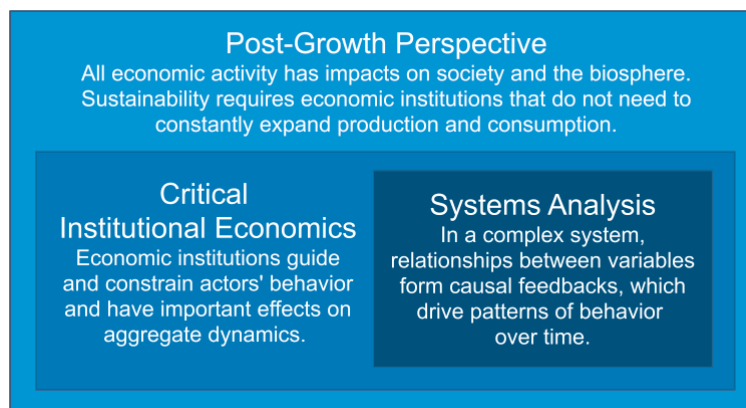 Post-Growth Perspective
All economic activity has impacts on society and the biosphere.
Sustainability requires economic institutions that do not need to
constantly expand production and consumption.
Critical
Institutional Economics
Economic institutions guide
and constrain actors' behavior
and have important effects on
aggregate dynamics.
Systems Analysis
In a complex system,
relationships between variables
form causal feedbacks, which
drive patterns of behavior
over time.